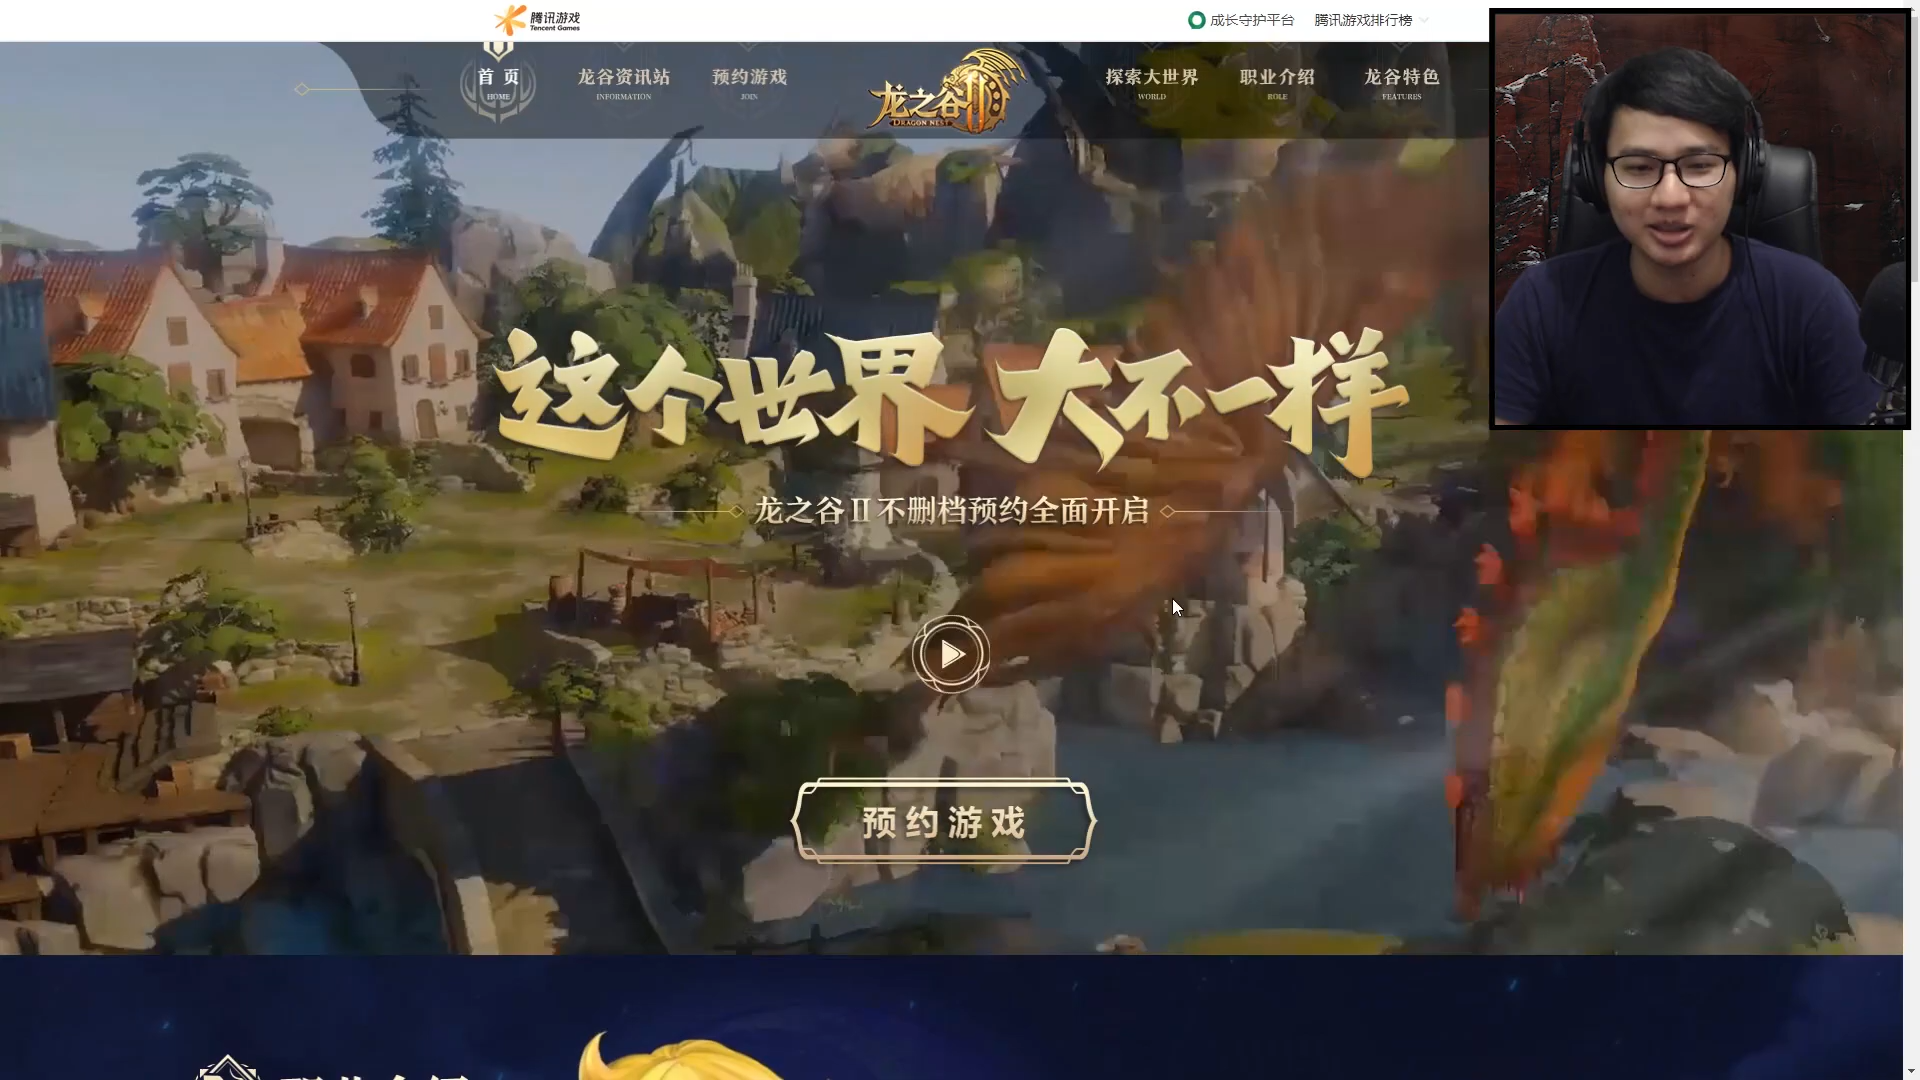 腾讯游戏
Tencent Games
成长守护平台
腾讯游戏排行榜
首页
HOME
龙谷资讯站
INFORMATION
预约游戏
JOIN
龙之谷II
DRAGON NEST
探索大世界
WORLD
职业介绍
ROLE
龙谷特色
FEATURES
这个世界 大不一样
龙之谷Ⅱ不删档预约全面开启
预约游戏